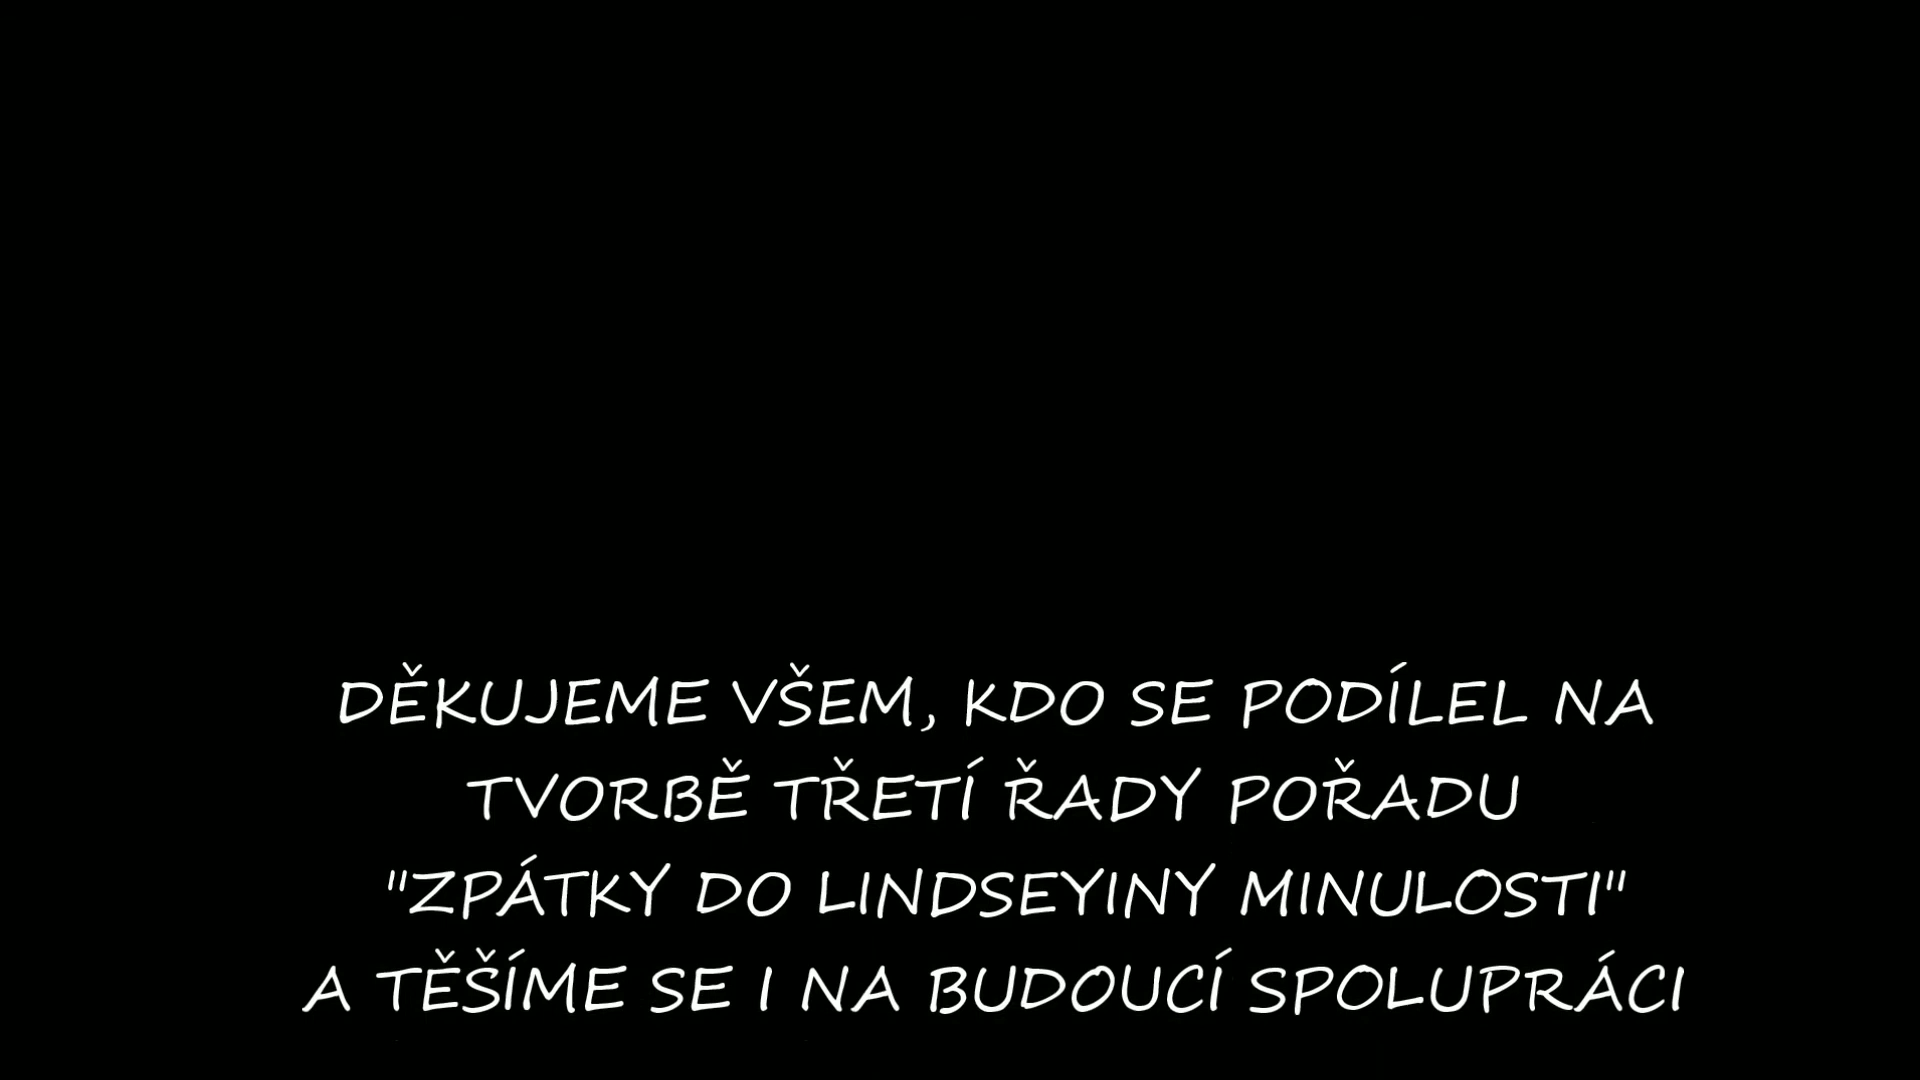 DĚKUJEME VŠEM, KDO SE PODÍLEL NA
TVORBĚ TŘETÍ ŘADY POŘADU
"ZPÁTKY DO LINDSEYINY MINULOSTI"
A TĚŠÍME SE I NA BUDOUCÍ SPOLUPRÁCI